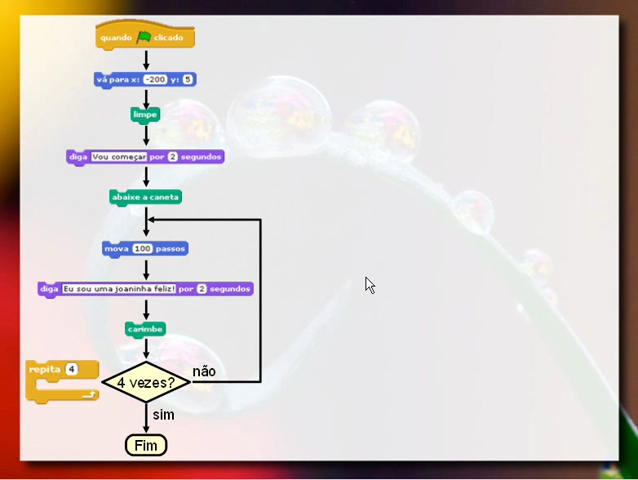 quando clicado
vá para x: -200 y: 5
limpe
diga Vou começar por 2 segundos
abaixe a caneta
mova 100 passos
diga Eu sou uma joaninha feliz! por 2 segundos
carimbe
repita 4
4 vezes?
não
sim
Fim